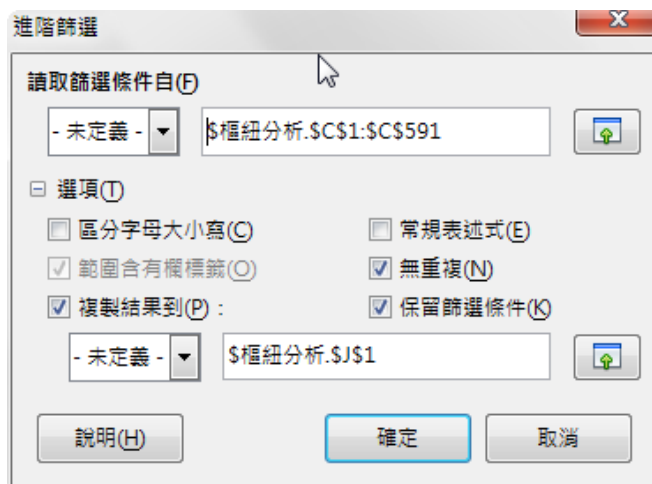 進階篩選
讀取篩選條件自(F)
- 未定義 -
$樞紐分析.$C$1:$C$591
選項(T)
區分字母大小寫(C)
常規表述式(E)
範圍含有欄標籤(O)
無重複(N)
複製結果到(P)：
保留篩選條件(K)
- 未定義 -
$樞紐分析.$J$1
說明(H)
確定
取消